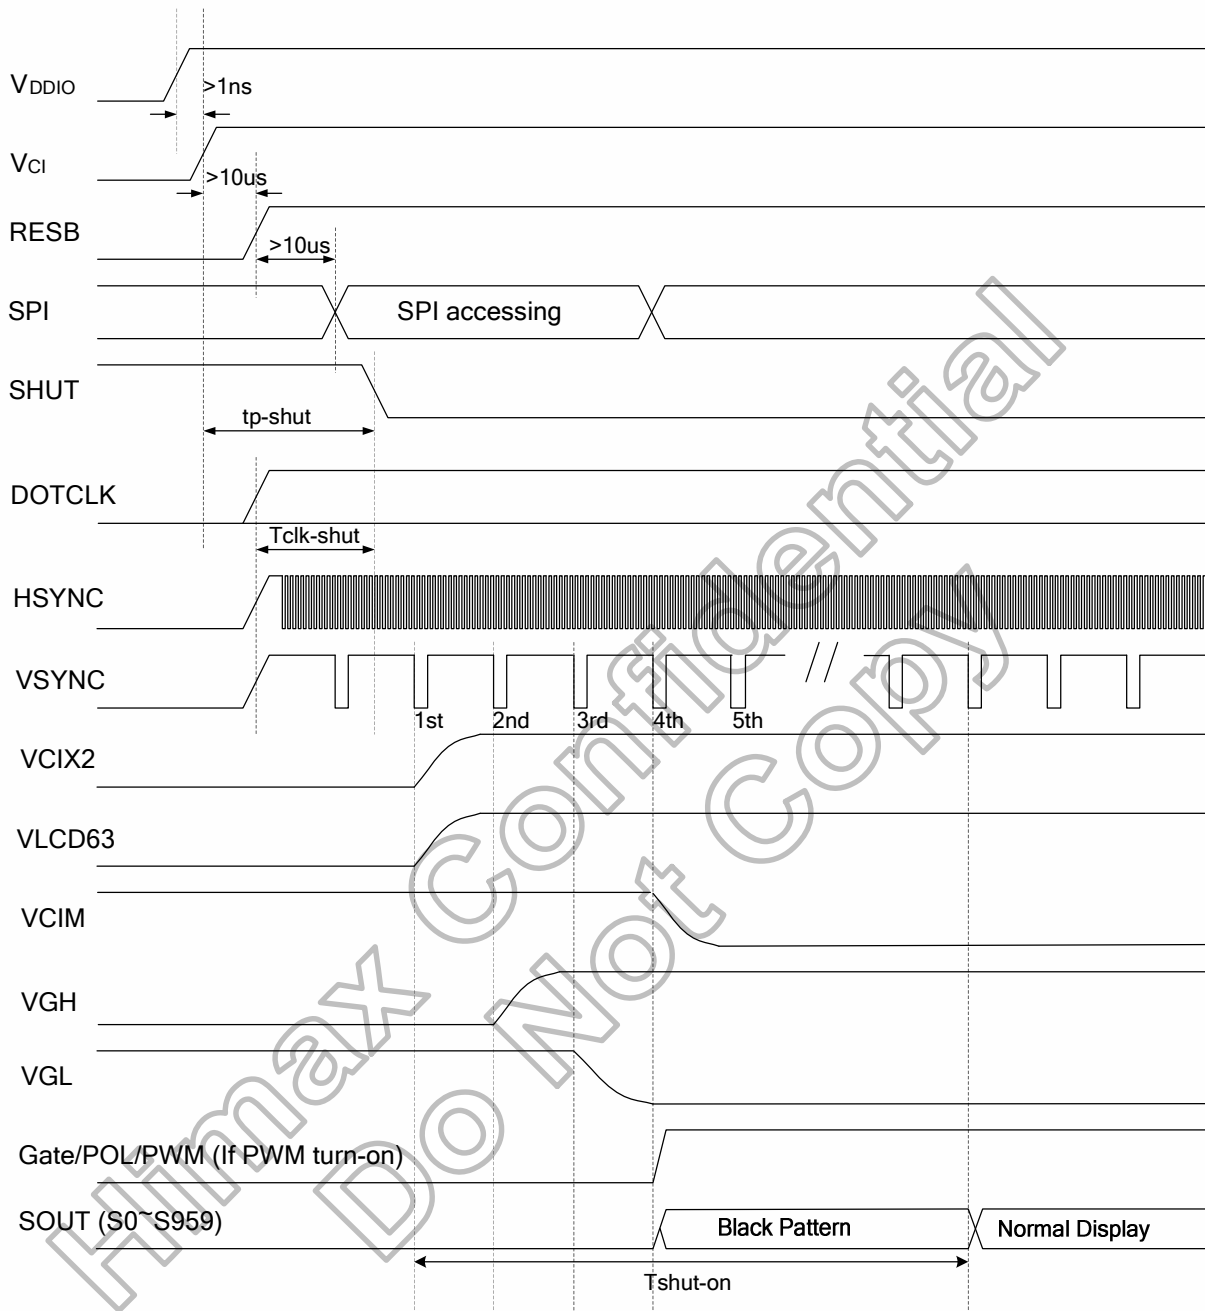 VDDIO
>1ns
VCI
>10us
RESB
>10us
SPI
SPI accessing
SHUT
tp-shut
DOTCLK
Tclk-shut
HSYNC
VSYNC
//
1st 2nd 3rd 4th 5th
VCIX2
VLCD63
VCIM
VGH
VGL
Gate/POL/PWM (If PWM turn-on)
SOUT (S0~S959)
Black Pattern
Normal Display
Tshut-on
Himax Confidential
Do Not Copy